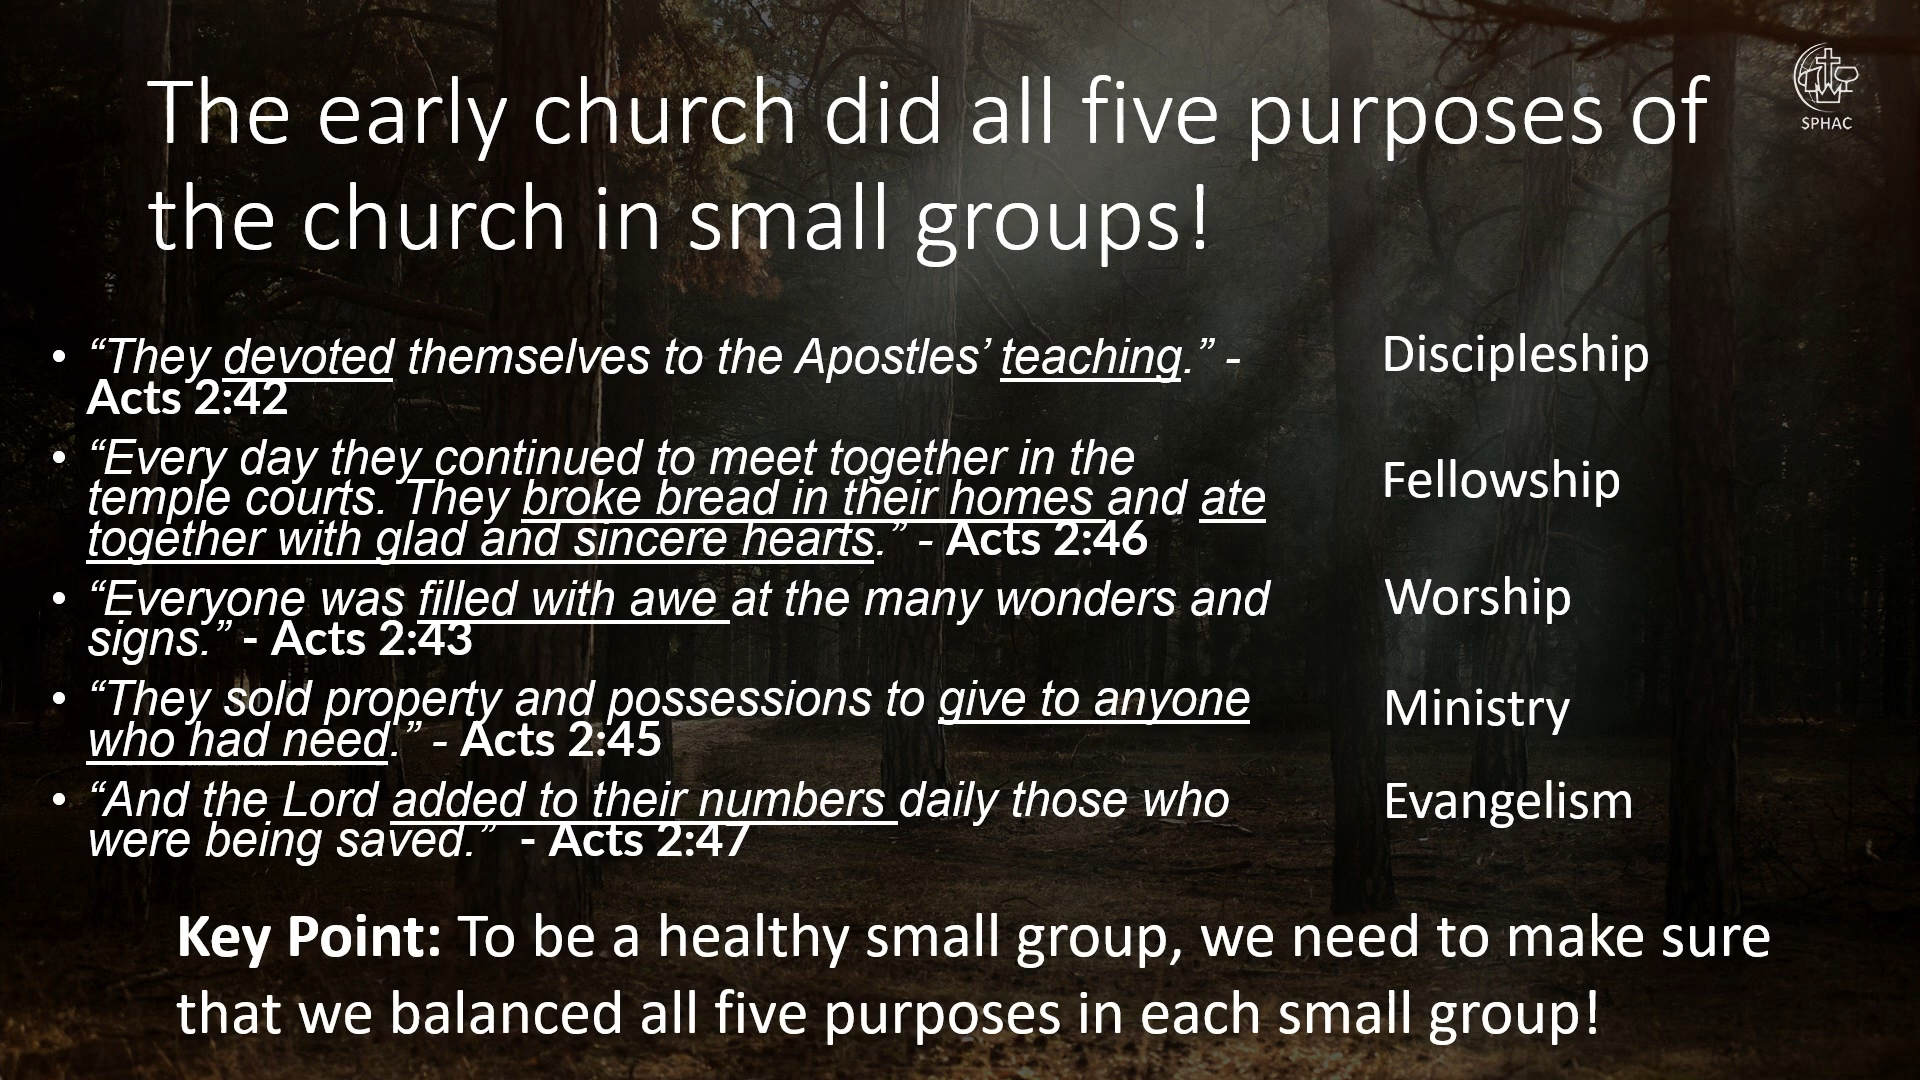 The early church did all five purposes of
the church in small groups!
SPHAC
• “They devoted themselves to the Apostles’ teaching.” -
Acts 2:42
Discipleship
• “Every day they continued to meet together in the
temple courts. They broke bread in their homes and ate
together with glad and sincere hearts.” - Acts 2:46
Fellowship
• “Everyone was filled with awe at the many wonders and
signs.” - Acts 2:43
Worship
• “They sold property and possessions to give to anyone
who had need.” - Acts 2:45
Ministry
• “And the Lord added to their numbers daily those who
were being saved.” - Acts 2:47
Evangelism
Key Point: To be a healthy small group, we need to make sure
that we balanced all five purposes in each small group!